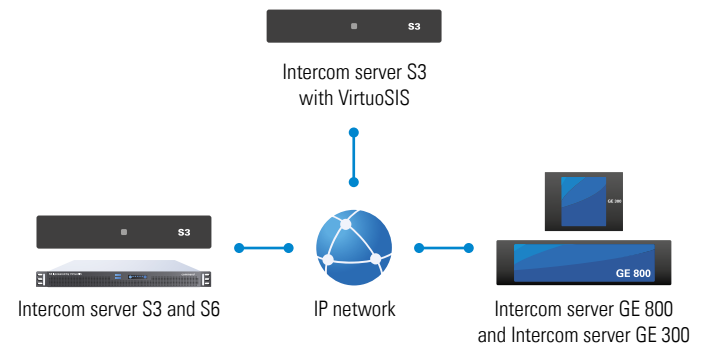 S3
Intercom server S3
with VirtuoSIS
GE 300
S3
GE 800
Intercom server S3 and S6
IP network
Intercom server GE 800
and Intercom server GE 300